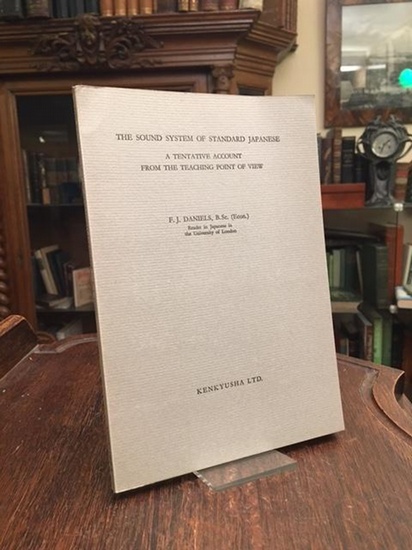 THE SOUND SYSTEM OF STANDARD JAPANESE
A TENTATIVE ACCOUNT
FROM THE TEACHING POINT OF VIEW
F. J. DANIELS, B.Sc. (Econ.)
Reader in Japanese in
the University of London
KENKYUSHA LTD.